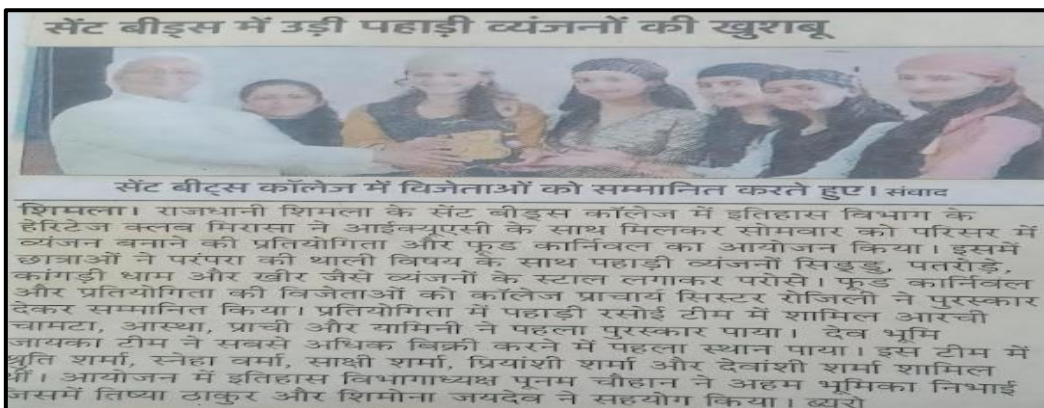 सेंट बीड्स में उड़ी पहाड़ी व्यंजनों की खुशबू
सेंट बीट्स कॉलेज में विजेताओं को सम्मानित करते हुए। संवाद
शिमला। राजधानी शिमला के सेंट बीड्स कॉलेज में इतिहास विभाग के
हेरिटेज क्लब मिरासा ने आईक्यूएसी के साथ मिलकर सोमवार को परिसर में
व्यंजन बनाने की प्रतियोगिता और फूड कार्निवल का आयोजन किया। इसमें
छात्राओं ने परंपरा की थाली विषय के साथ पहाड़ी व्यंजनों सिड्डू, पतरोड़े,
कांगड़ी धाम और खीर जैसे व्यंजनों के स्टाल लगाकर परोसे। फूड कार्निवल
और प्रतियोगिता की विजेताओं को कॉलेज प्राचार्य सिस्टर रोजिली ने पुरस्कार
देकर सम्मानित किया। प्रतियोगिता में पहाड़ी रसोई टीम में शामिल आरची
चामटा, आस्था, प्राची और यामिनी ने पहला पुरस्कार पाया। देव भूमि
जायका टीम ने सबसे अधिक बिक्री करने में पहला स्थान पाया। इस टीम में
श्रुति शर्मा, स्नेहा वर्मा, साक्षी शर्मा, प्रियांशी शर्मा और देवांशी शर्मा शामिल
थीं। आयोजन में इतिहास विभागाध्यक्ष पूनम चौहान ने अहम भूमिका निभाई
जिसमें तिष्या ठाकुर और शिमोना जयदेव ने सहयोग किया। ब्यूरो